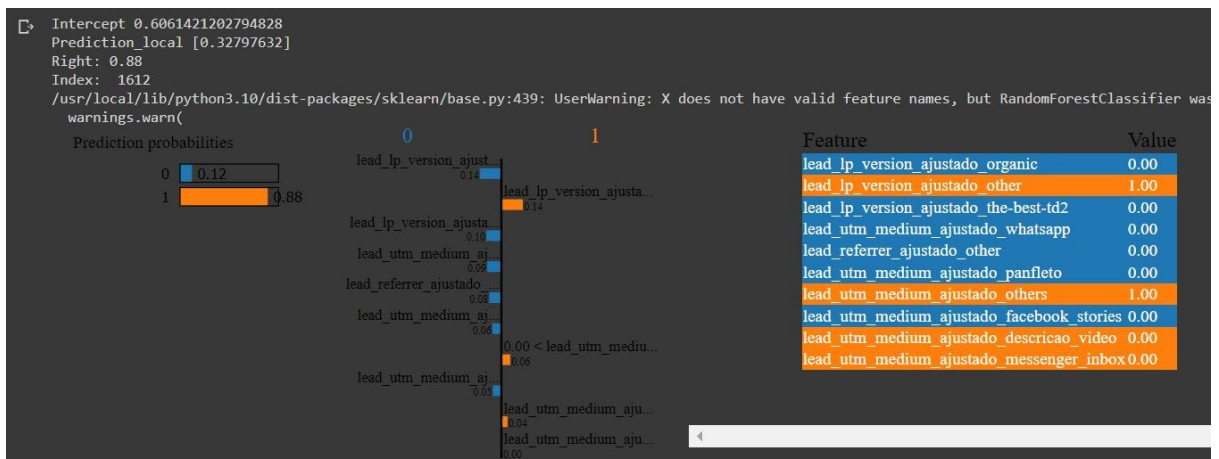 Intercept 0.6061421202794828
Prediction_local [0.32797632]
Right: 0.88
Index:  1612
/usr/local/lib/python3.10/dist-packages/sklearn/base.py:439: UserWarning: X does not have valid feature names, but RandomForestClassifier was
warnings.warn(
Prediction probabilities
0 0.12
1 0.88
0 1
lead_lp_version_ajust...
0.14
lead_lp_version_ajusta...
0.14
lead_lp_version_ajusta...
0.10
lead_utm_medium_aj...
0.09
lead_referrer_ajustado_...
0.08
lead_utm_medium_aj...
0.06
0.00 < lead_utm_mediu...
0.06
lead_utm_medium_aj...
0.05
lead_utm_medium_aju...
0.04
lead_utm_medium_aju...
0.00
Feature Value
lead_lp_version_ajustado_organic 0.00
lead_lp_version_ajustado_other 1.00
lead_lp_version_ajustado_the-best-td2 0.00
lead_utm_medium_ajustado_whatsapp 0.00
lead_referrer_ajustado_other 0.00
lead_utm_medium_ajustado_panfleto 0.00
lead_utm_medium_ajustado_others 1.00
lead_utm_medium_ajustado_facebook_stories 0.00
lead_utm_medium_ajustado_descricao_video 0.00
lead_utm_medium_ajustado_messenger_inbox 0.00